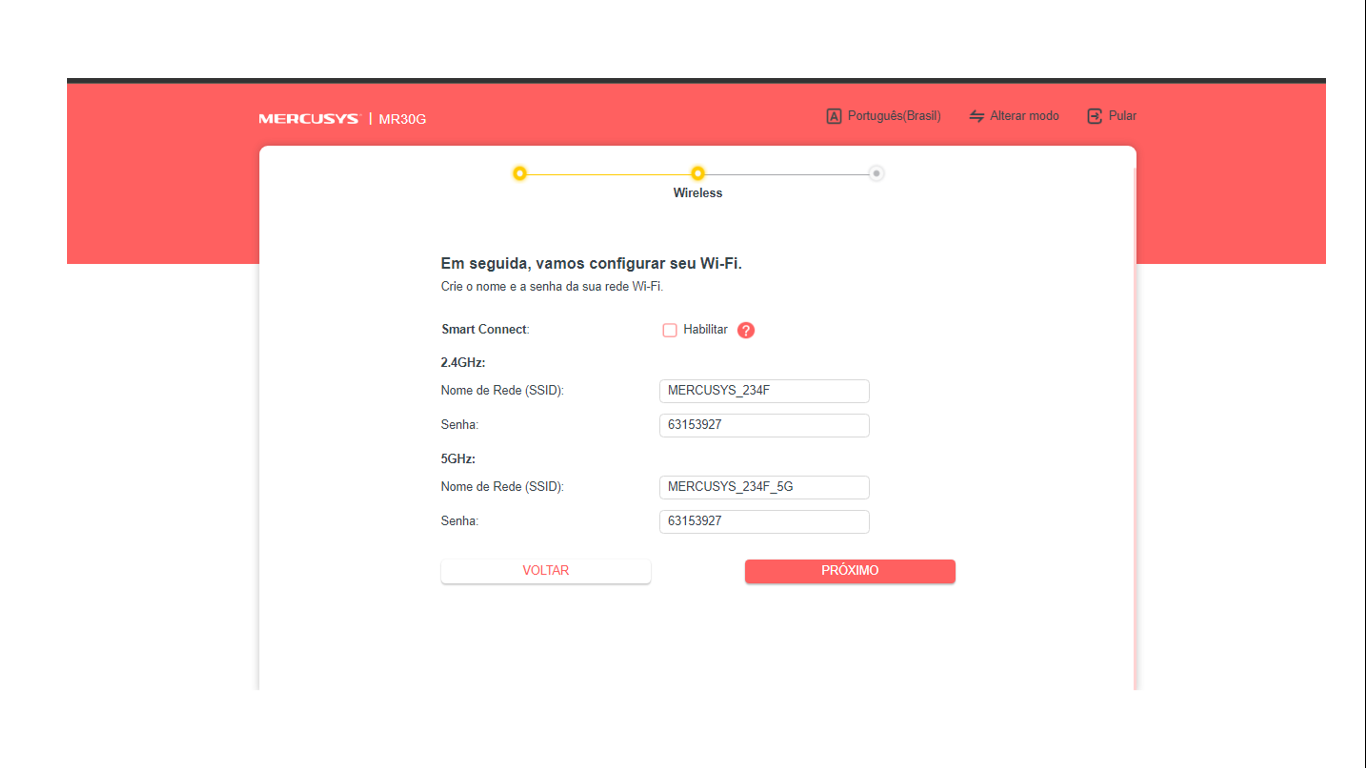 MERCUSYS | MR30G
A Português(Brasil) Alterar modo Pular
Wireless
Em seguida, vamos configurar seu Wi-Fi.
Crie o nome e a senha da sua rede Wi-Fi.
Smart Connect: Habilitar ?
2.4GHz:
Nome de Rede (SSID): MERCUSYS_234F
Senha: 63153927
5GHz:
Nome de Rede (SSID): MERCUSYS_234F_5G
Senha: 63153927
VOLTAR PRÓXIMO